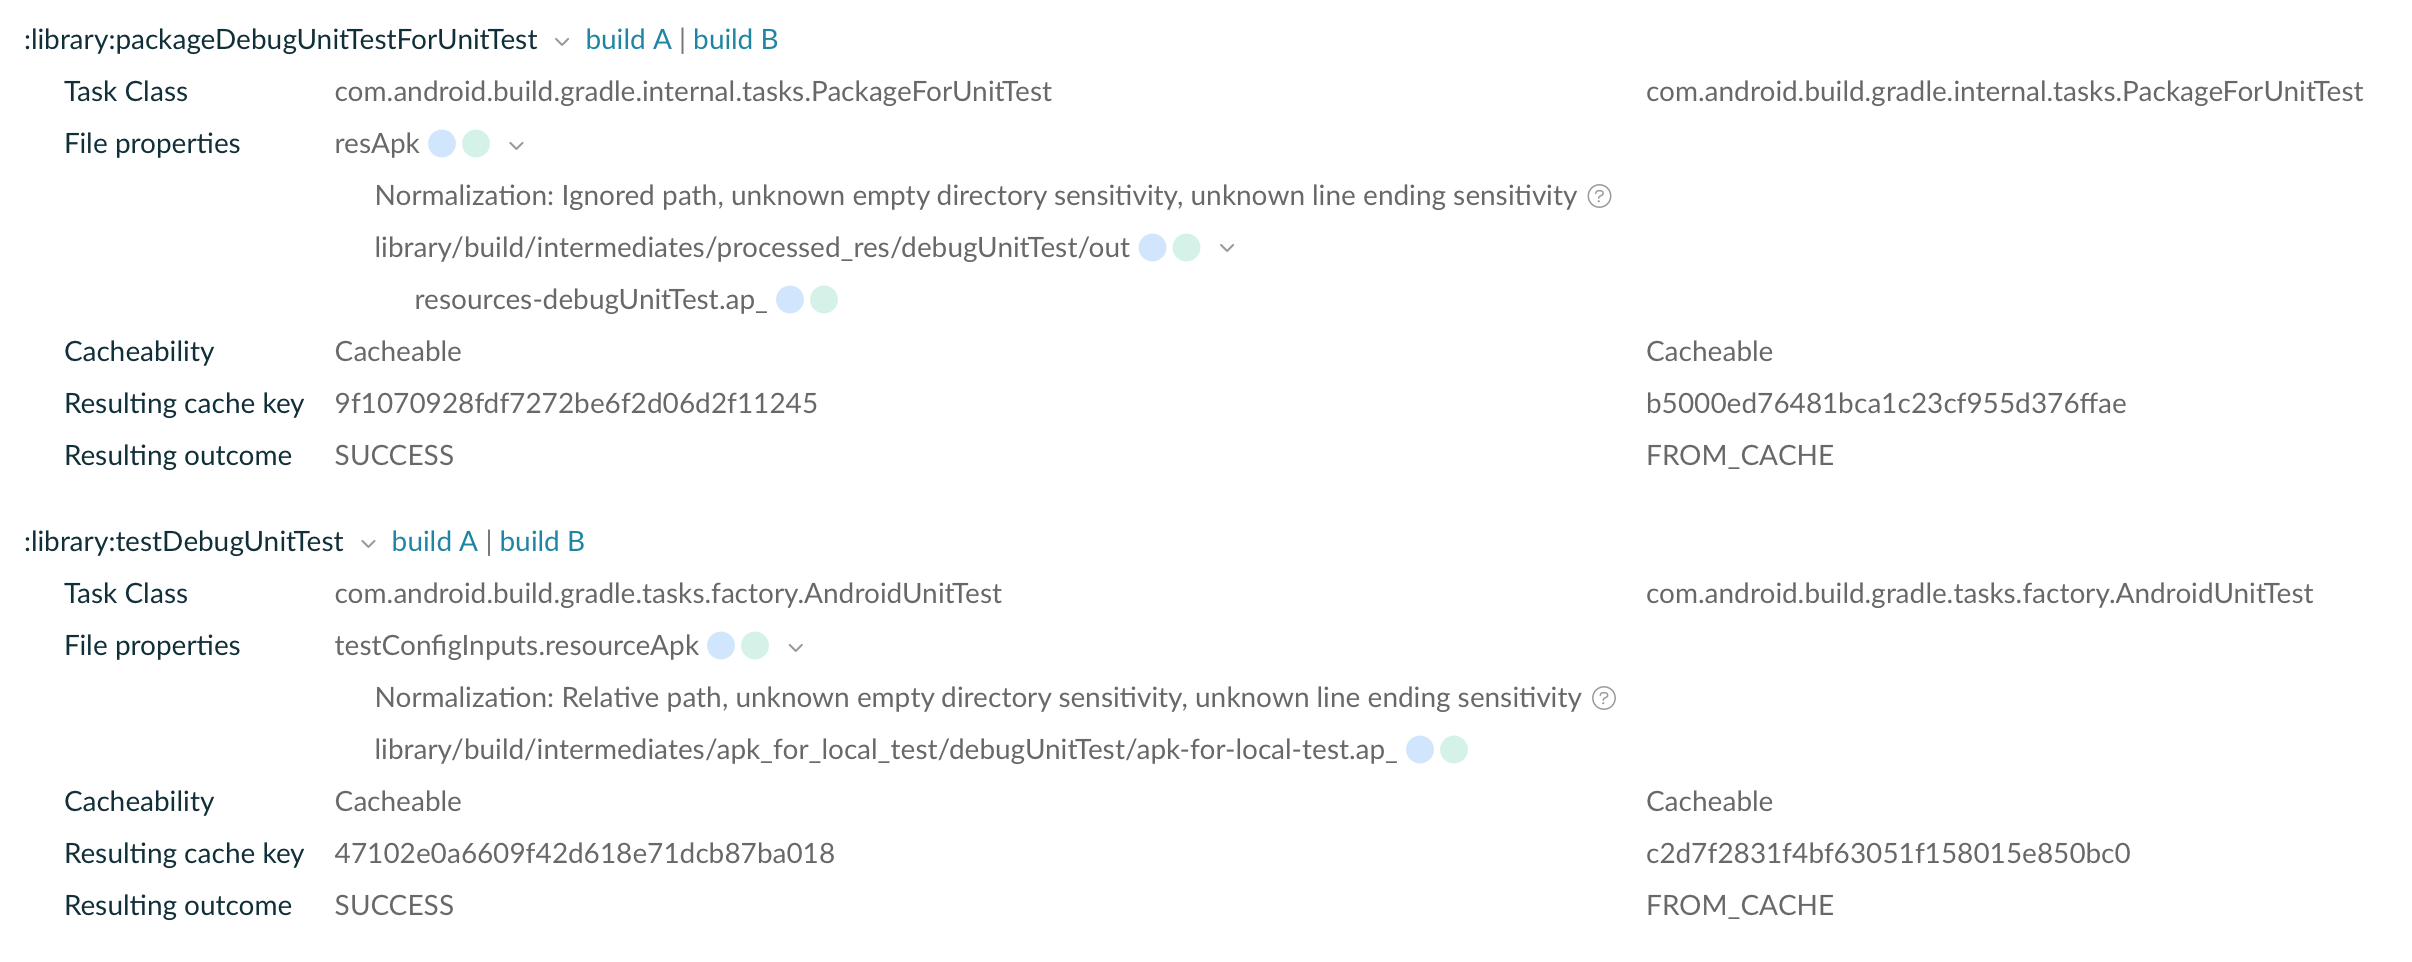 :library:packageDebugUnitTestForUnitTest build A | build B
Task Class com.android.build.gradle.internal.tasks.PackageForUnitTest com.android.build.gradle.internal.tasks.PackageForUnitTest
File properties resApk
Normalization: Ignored path, unknown empty directory sensitivity, unknown line ending sensitivity ?
library/build/intermediates/processed_res/debugUnitTest/out
resources-debugUnitTest.ap_
Cacheability Cacheable Cacheable
Resulting cache key 9f1070928fdf7272be6f2d06d2f11245 b5000ed76481bca1c23cf955d376ffae
Resulting outcome SUCCESS FROM_CACHE
:library:testDebugUnitTest build A | build B
Task Class com.android.build.gradle.tasks.factory.AndroidUnitTest com.android.build.gradle.tasks.factory.AndroidUnitTest
File properties testConfigInputs.resourceApk
Normalization: Relative path, unknown empty directory sensitivity, unknown line ending sensitivity ?
library/build/intermediates/apk_for_local_test/debugUnitTest/apk-for-local-test.ap_
Cacheability Cacheable Cacheable
Resulting cache key 47102e0a6609f42d618e71dcb87ba018 c2d7f2831f4bf63051f158015e850bc0
Resulting outcome SUCCESS FROM_CACHE